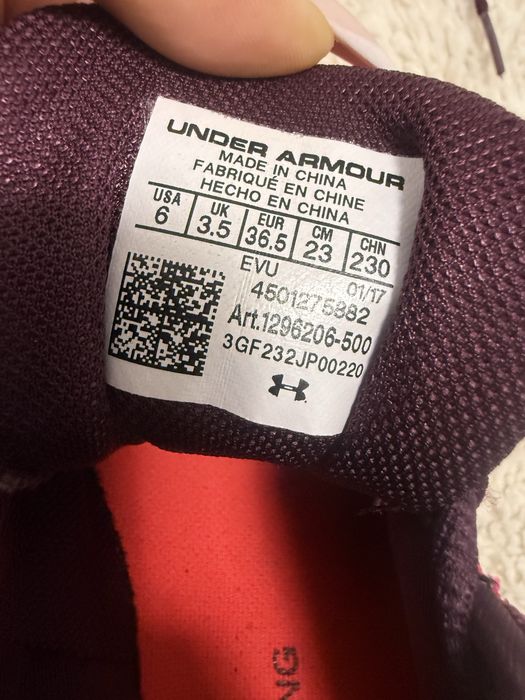 UNDER ARMOUR
MADE IN CHINA
FABRIQUÉ EN CHINE
HECHO EN CHINA
USA UK EUR CM CHN
6 3.5 36.5 23 230
EVU 01/17
4501275882
Art.1296206-500
3GF232JP00220
NG